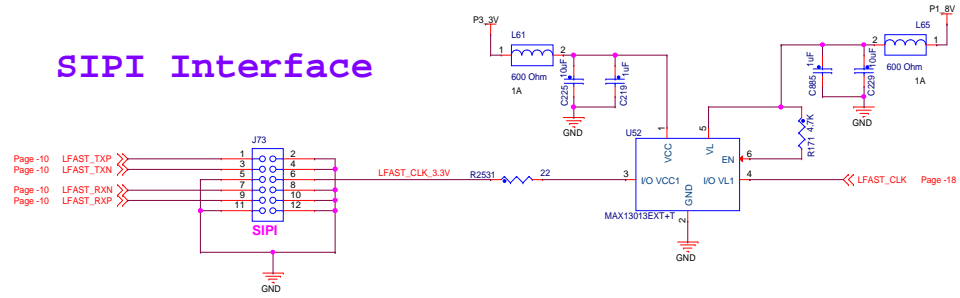 SIPI Interface
P3_3V
L61
1 2
600 Ohm
1A
C225 10uF
C219 1uF
GND
P1_8V
L65
2 1
600 Ohm
1A
C885 1uF
C229 10uF
GND
R171 4.7K
U52
1 VCC
5 VL
6 EN
3 I/O VCC1
I/O VL1 4
GND 2
MAX13013EXT+T
GND
LFAST_CLK Page -18
R2531 22
LFAST_CLK_3.3V
J73
Page -10 LFAST_TXP 1 2
Page -10 LFAST_TXN 3 4
5 6
Page -10 LFAST_RXN 7 8
Page -10 LFAST_RXP 9 10
11 12
SIPI
GND